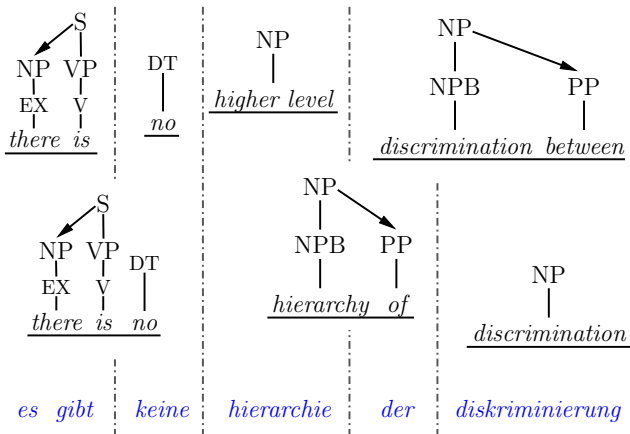 S
NP VP
EX V
there is
DT
no
NP
higher level
NP
NPB PP
discrimination between
S
NP VP
EX V
DT
there is no
NP
NPB PP
hierarchy of
NP
discrimination
es gibt keine hierarchie der diskriminierung